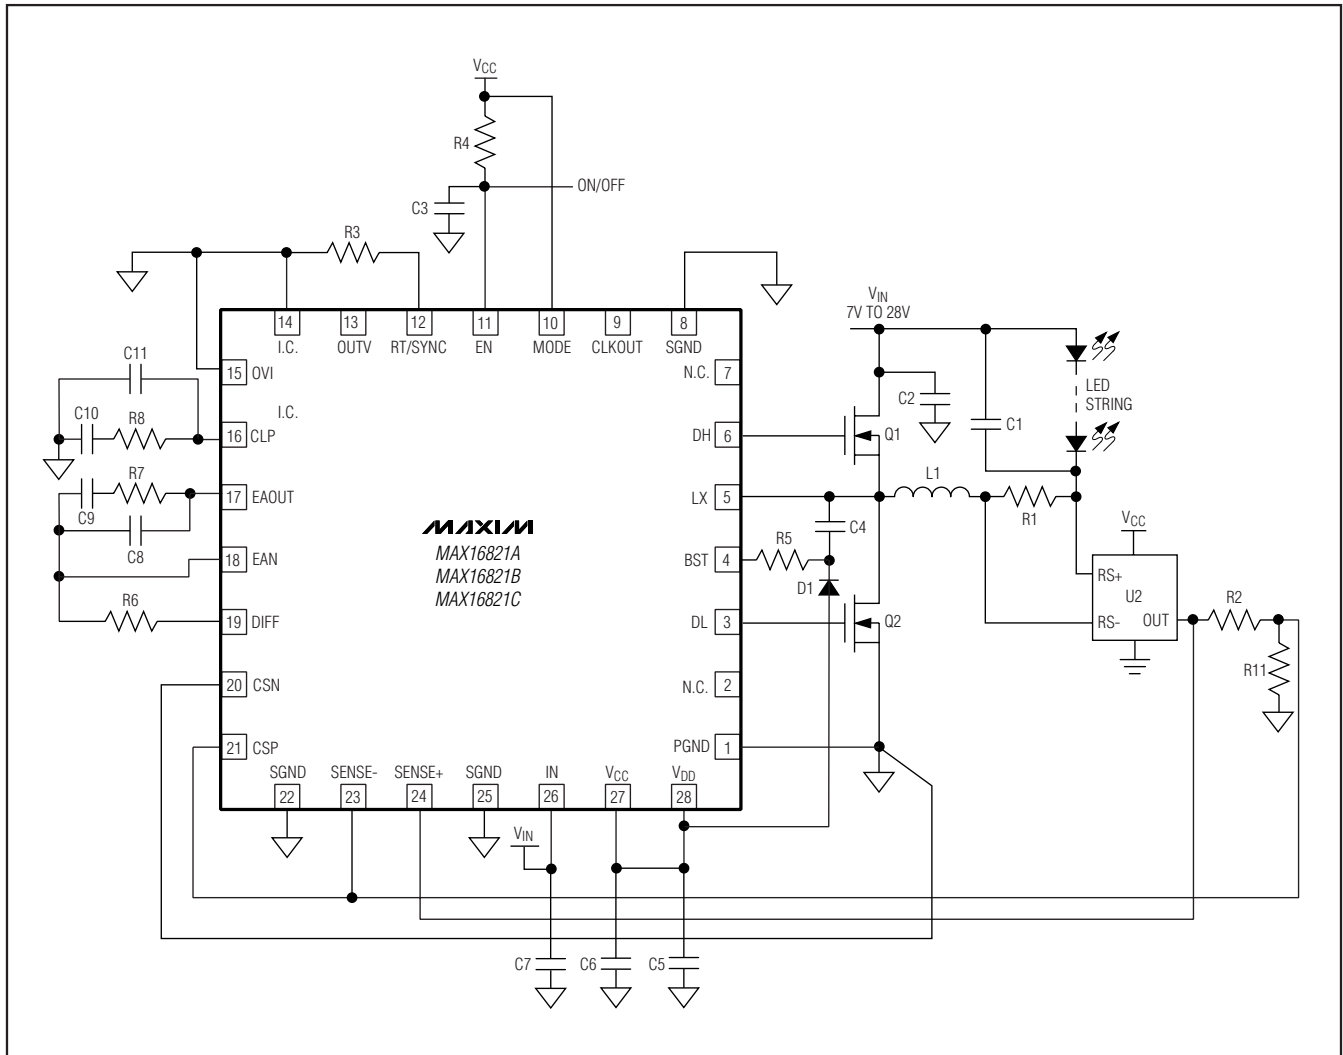 VCC
R4
ON/OFF
C3
R3
VIN
7V TO 28V
14
13
12
11
10
9
8
I.C.
OUTV
RT/SYNC
EN
MODE
CLKOUT
SGND
C11
15
OVI
N.C.
7
C10
R8
I.C.
16
CLP
DH
6
Q1
C2
C1
LED
STRING
R7
C9
C8
17
EAOUT
LX
5
L1
R1
C4
VCC
MAXIM
MAX16821A
MAX16821B
MAX16821C
18
EAN
BST
4
R5
D1
RS+
U2
RS-
OUT
R2
R11
R6
19
DIFF
DL
3
Q2
20
CSN
N.C.
2
21
CSP
PGND
1
SGND
SENSE-
SENSE+
SGND
IN
VCC
VDD
22
23
24
25
26
27
28
VIN
C7
C6
C5